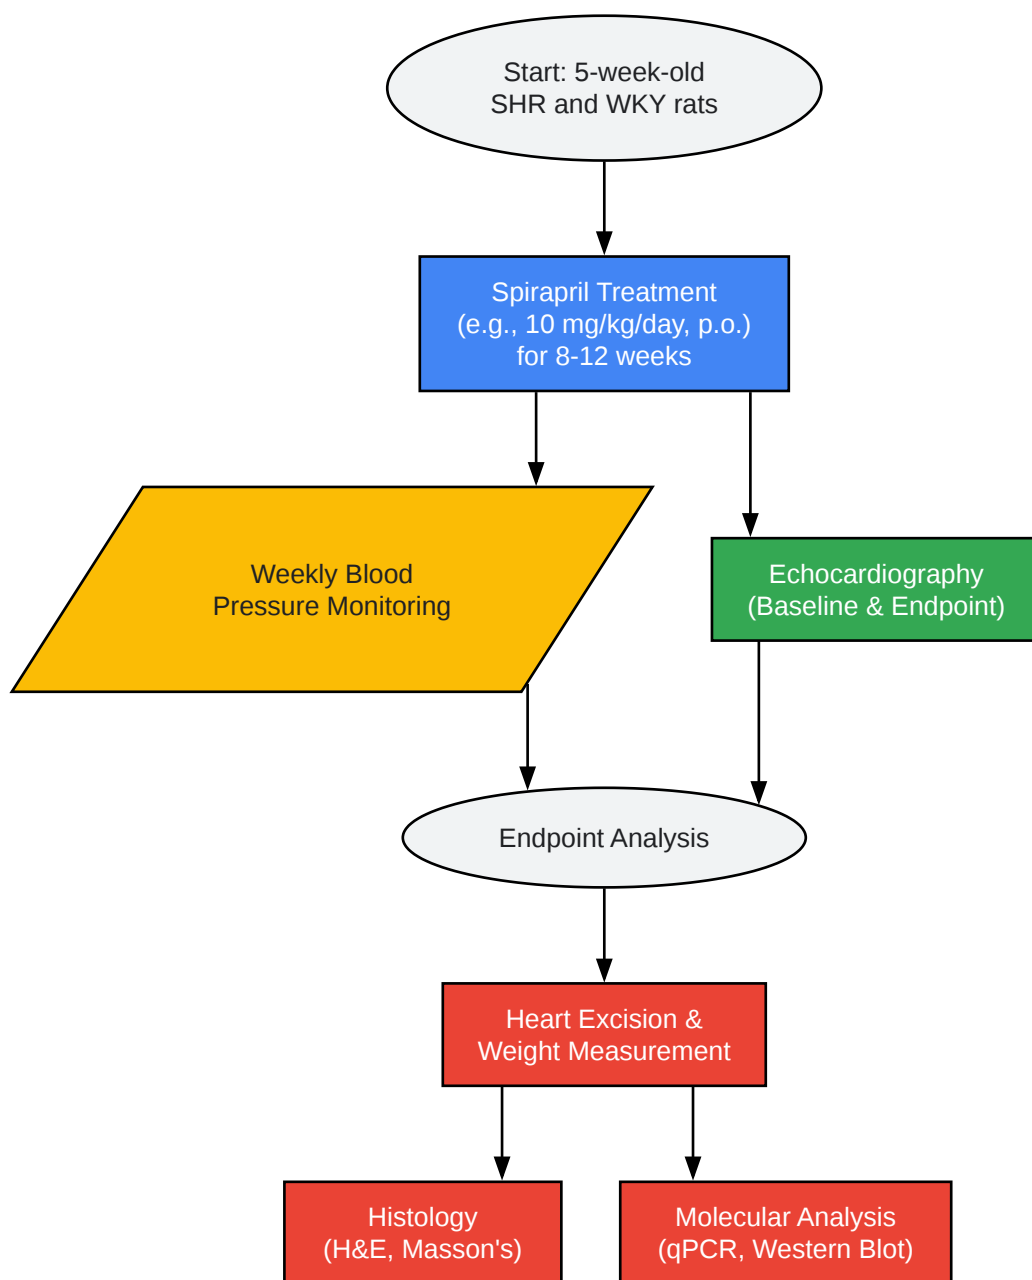 Start: 5-week-old
SHR and WKY rats
Spirapril Treatment
(e.g., 10 mg/kg/day, p.o.)
for 8-12 weeks
Weekly Blood
Pressure Monitoring
Echocardiography
(Baseline & Endpoint)
Endpoint Analysis
Heart Excision &
Weight Measurement
Histology
(H&E, Masson's)
Molecular Analysis
(qPCR, Western Blot)